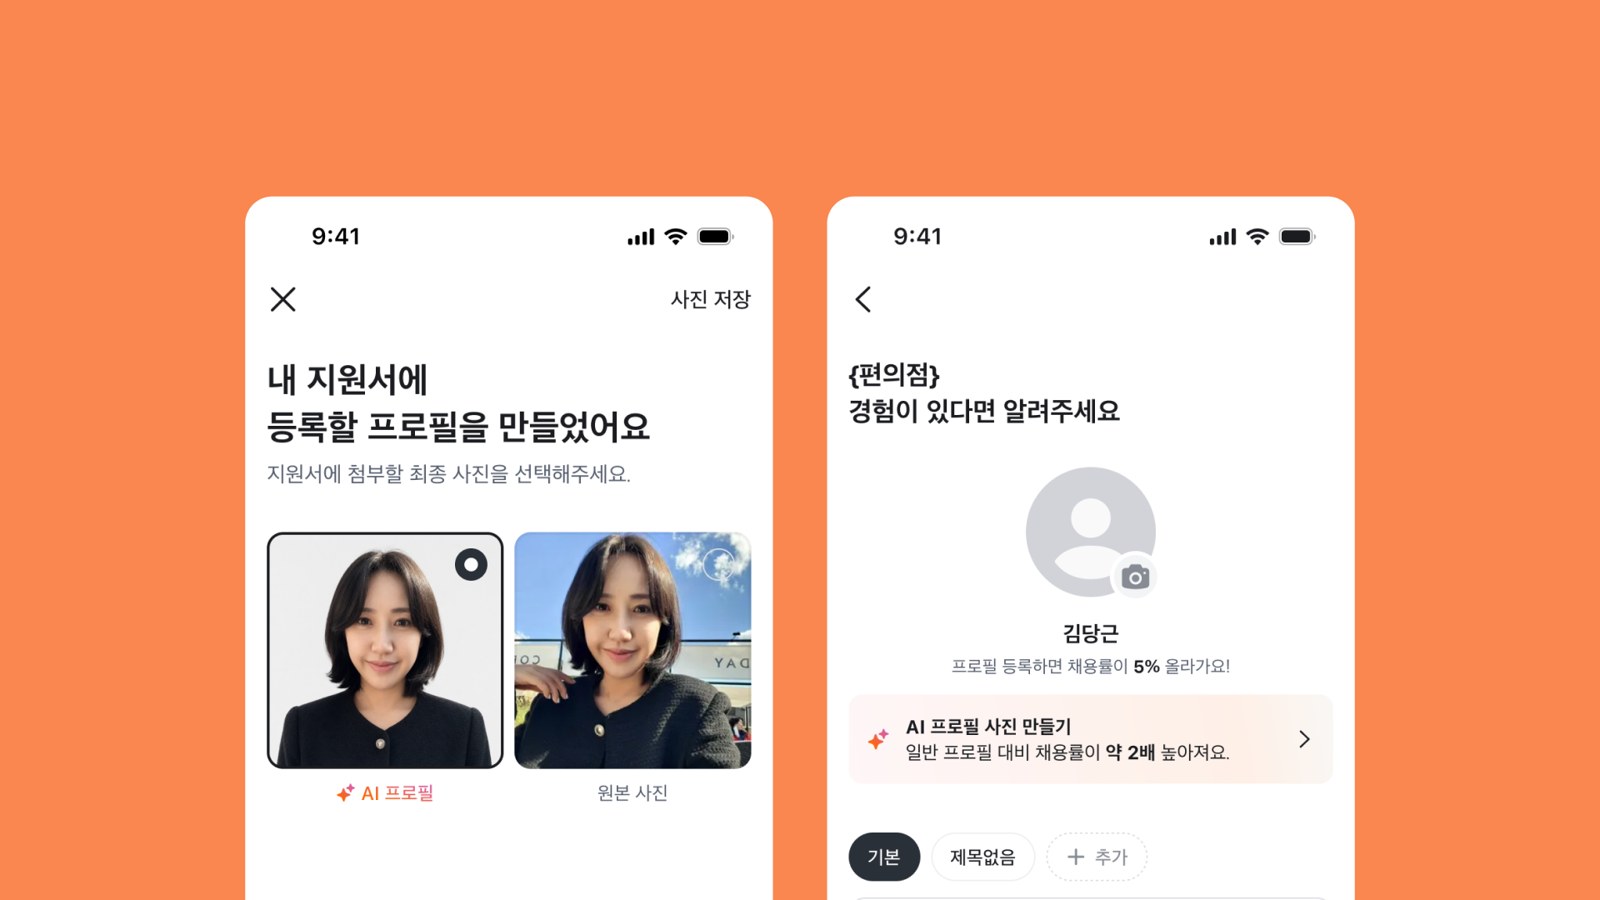 9:41
사진 저장
내 지원서에
등록할 프로필을 만들었어요
지원서에 첨부할 최종 사진을 선택해주세요.
COL
DAY
AI 프로필
원본 사진
9:41
{편의점}
경험이 있다면 알려주세요
김당근
프로필 등록하면 채용률이 5% 올라가요!
AI 프로필 사진 만들기
일반 프로필 대비 채용률이 약 2배 높아져요.
기본
제목없음
+ 추가